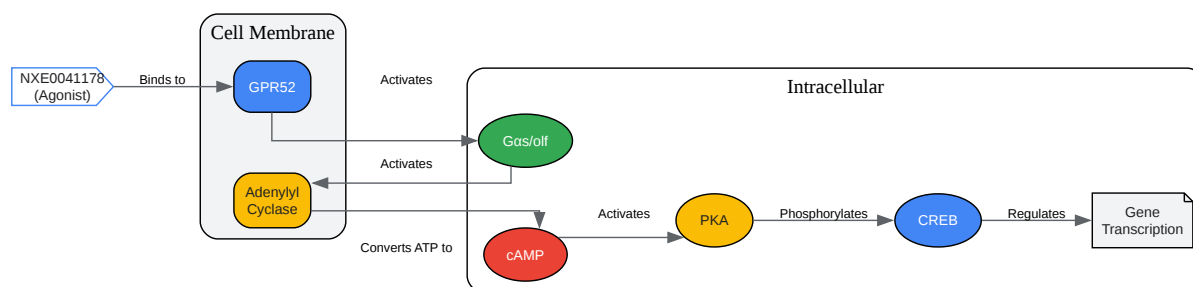 Cell Membrane
NXE0041178
(Agonist)
Binds to
GPR52
Activates
Intracellular
Gαs/olf
Activates
Adenylyl
Cyclase
Converts ATP to
cAMP
Activates
PKA
Phosphorylates
CREB
Regulates
Gene
Transcription